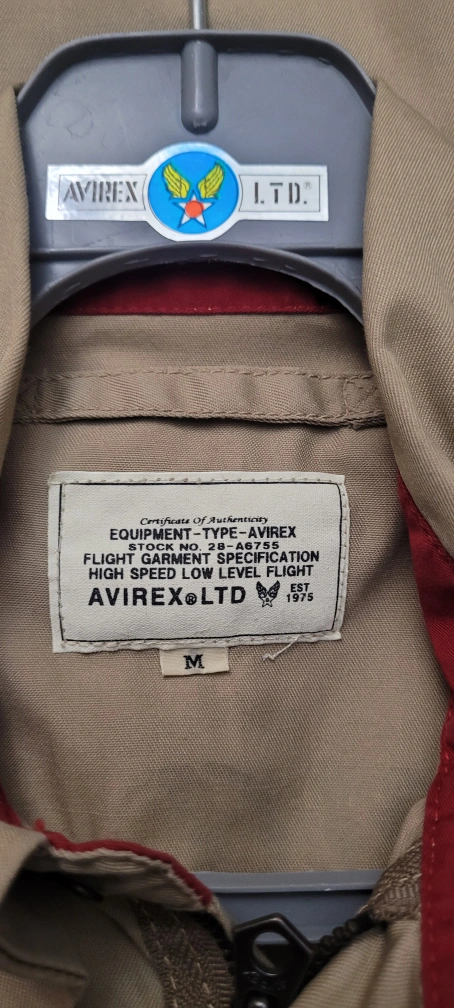 AVIREX LTD.®
Certificate Of Authenticity
EQUIPMENT-TYPE-AVIREX
STOCK NO. 28-A6755
FLIGHT GARMENT SPECIFICATION
HIGH SPEED LOW LEVEL FLIGHT
AVIREX®LTD EST 1975
M